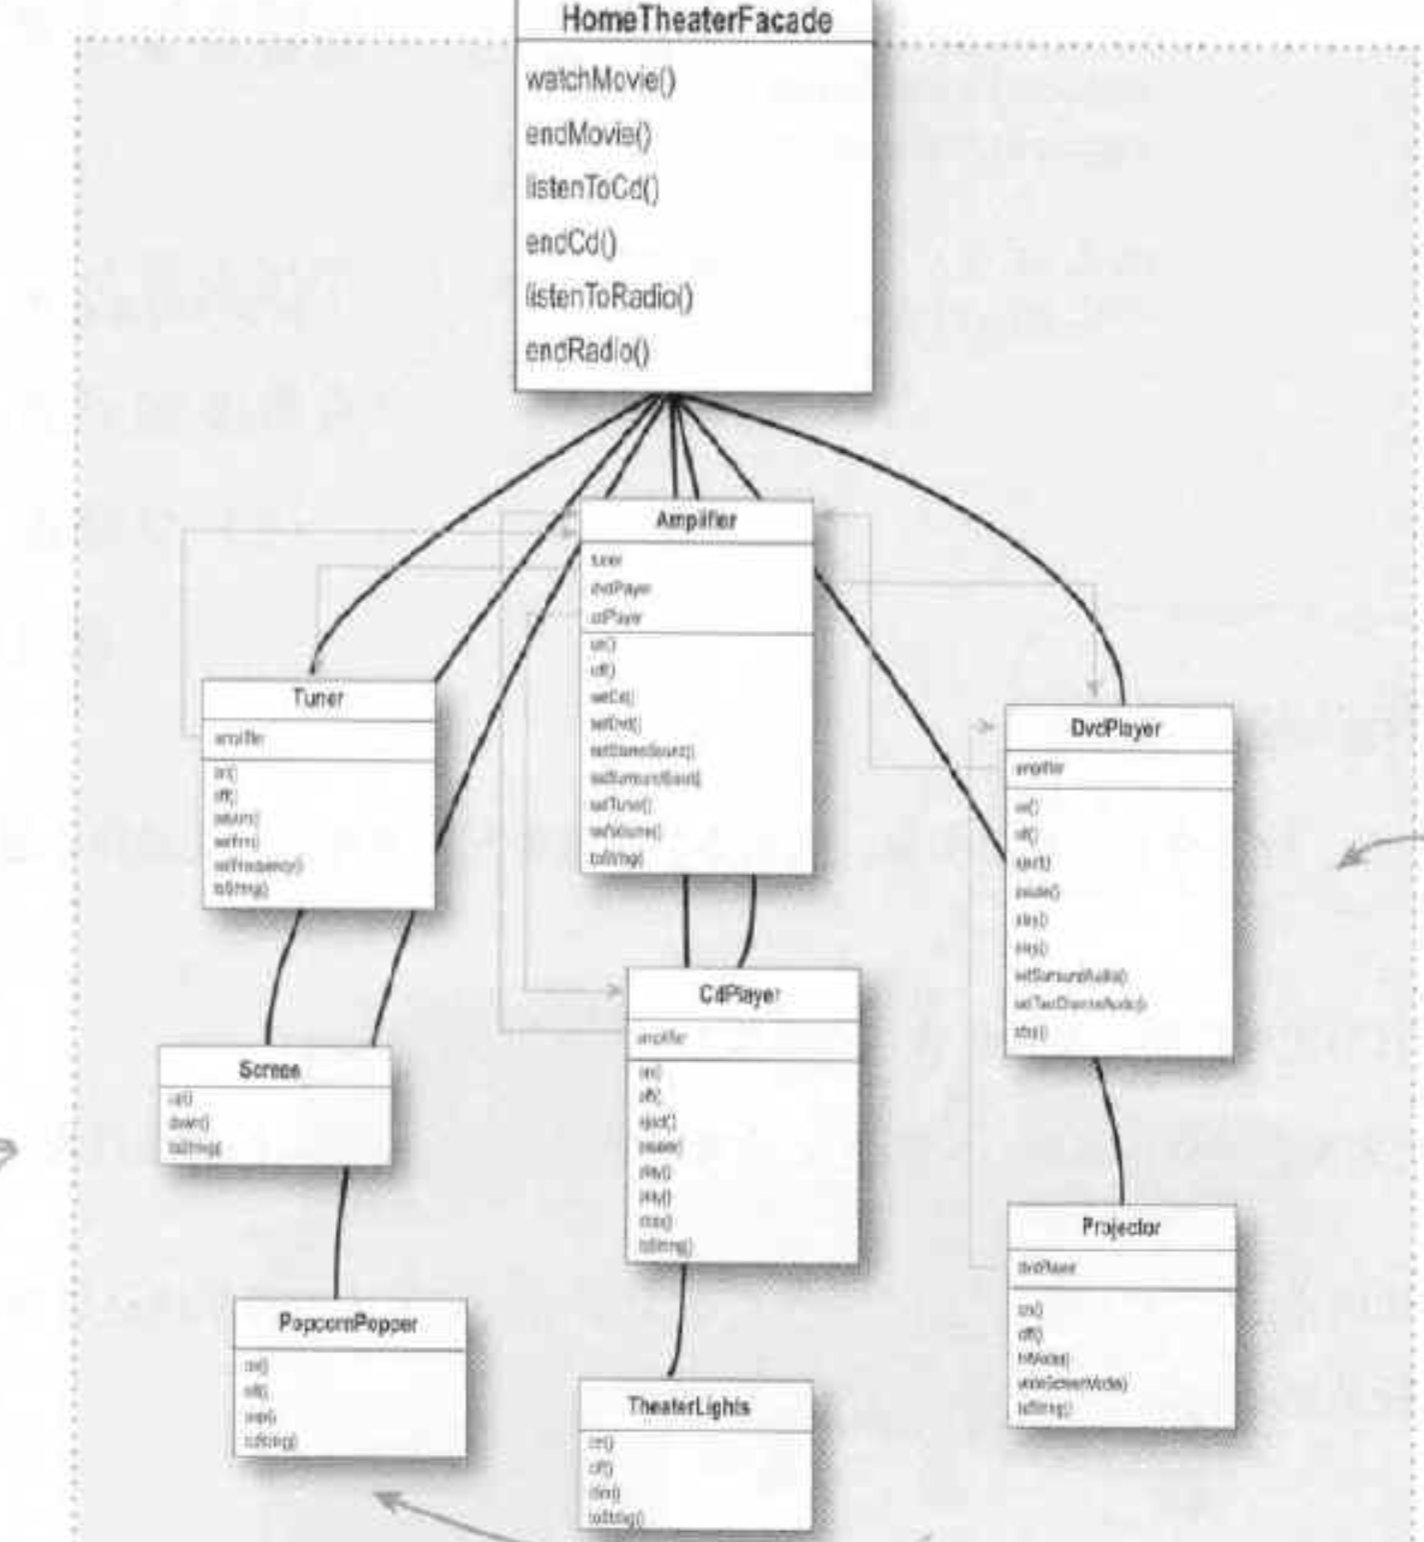 HomeTheaterFacade
watchMovie()
endMovie()
listenToCd()
endCd()
listenToRadio()
endRadio()
Amplifier
tuner
dvdPlayer
cdPlayer
on()
off()
setCd()
setDvd()
setStereoSound()
setSurroundSound()
setTuner()
setVolume()
toString()
Tuner
amplifier
on()
off()
setAm()
setFm()
setFrequency()
toString()
DvdPlayer
amplifier
on()
off()
eject()
pause()
play()
play()
setSurroundAudio()
setTwoChannelAudio()
stop()
CdPlayer
amplifier
on()
off()
eject()
pause()
play()
play()
stop()
toString()
Screen
up()
down()
toString()
Projector
dvdPlayer
on()
off()
tvMode()
wideScreenMode()
toString()
PopcornPopper
on()
off()
pop()
toString()
TheaterLights
on()
off()
dim()
toString()